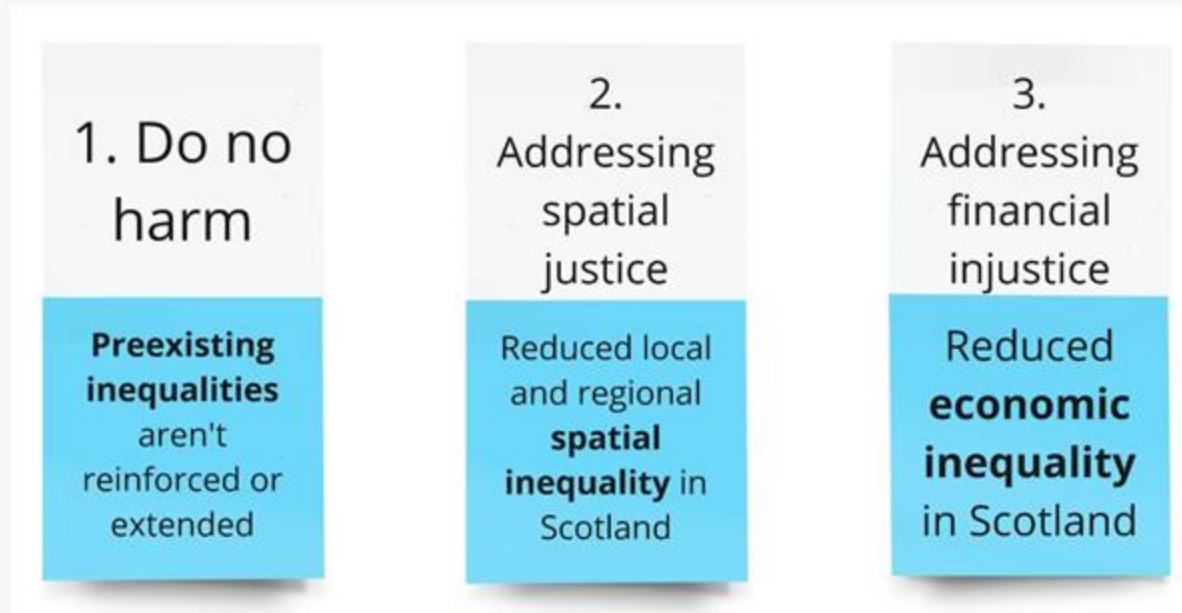 1. Do no
harm
Preexisting
inequalities
aren't
reinforced or
extended
2.
Addressing
spatial
justice
Reduced local
and regional
spatial
inequality in
Scotland
3.
Addressing
financial
injustice
Reduced
economic
inequality
in Scotland